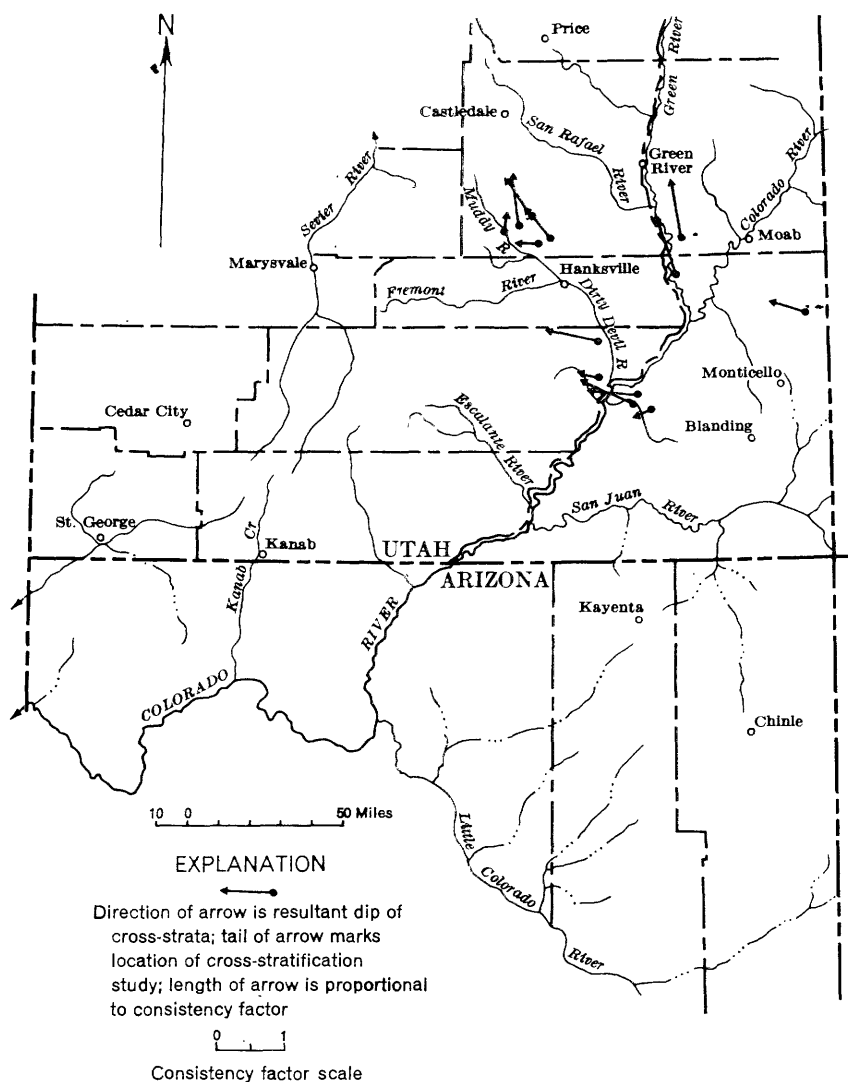 N
Price
Green River
Castledale
San Rafael River
Green River
Colorado River
Sevier River
Muddy R
Moab
Marysvale
Hanksville
Fremont River
Dirty Devil R
Monticello
Cedar City
Escalante River
Blanding
San Juan River
St. George
Kanab Cr
Kanab
UTAH
ARIZONA
Kayenta
COLORADO RIVER
Chinle
10 0 50 Miles
Little Colorado River
EXPLANATION
Direction of arrow is resultant dip of
cross-strata; tail of arrow marks
location of cross-stratification
study; length of arrow is proportional
to consistency factor
0 1
Consistency factor scale